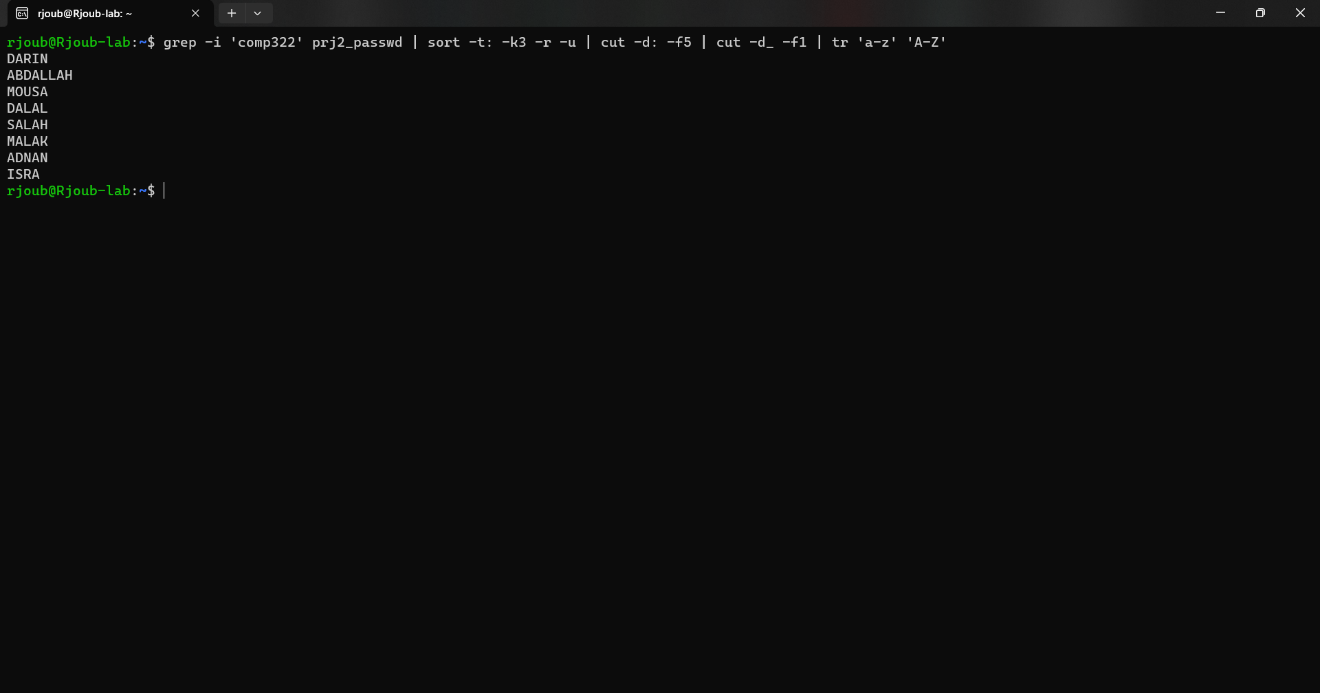 rjoub@Rjoub-lab: ~
rjoub@Rjoub-lab:~$ grep -i 'comp322' prj2_passwd | sort -t: -k3 -r -u | cut -d: -f5 | cut -d_ -f1 | tr 'a-z' 'A-Z'
DARIN
ABDALLAH
MOUSA
DALAL
SALAH
MALAK
ADNAN
ISRA
rjoub@Rjoub-lab:~$